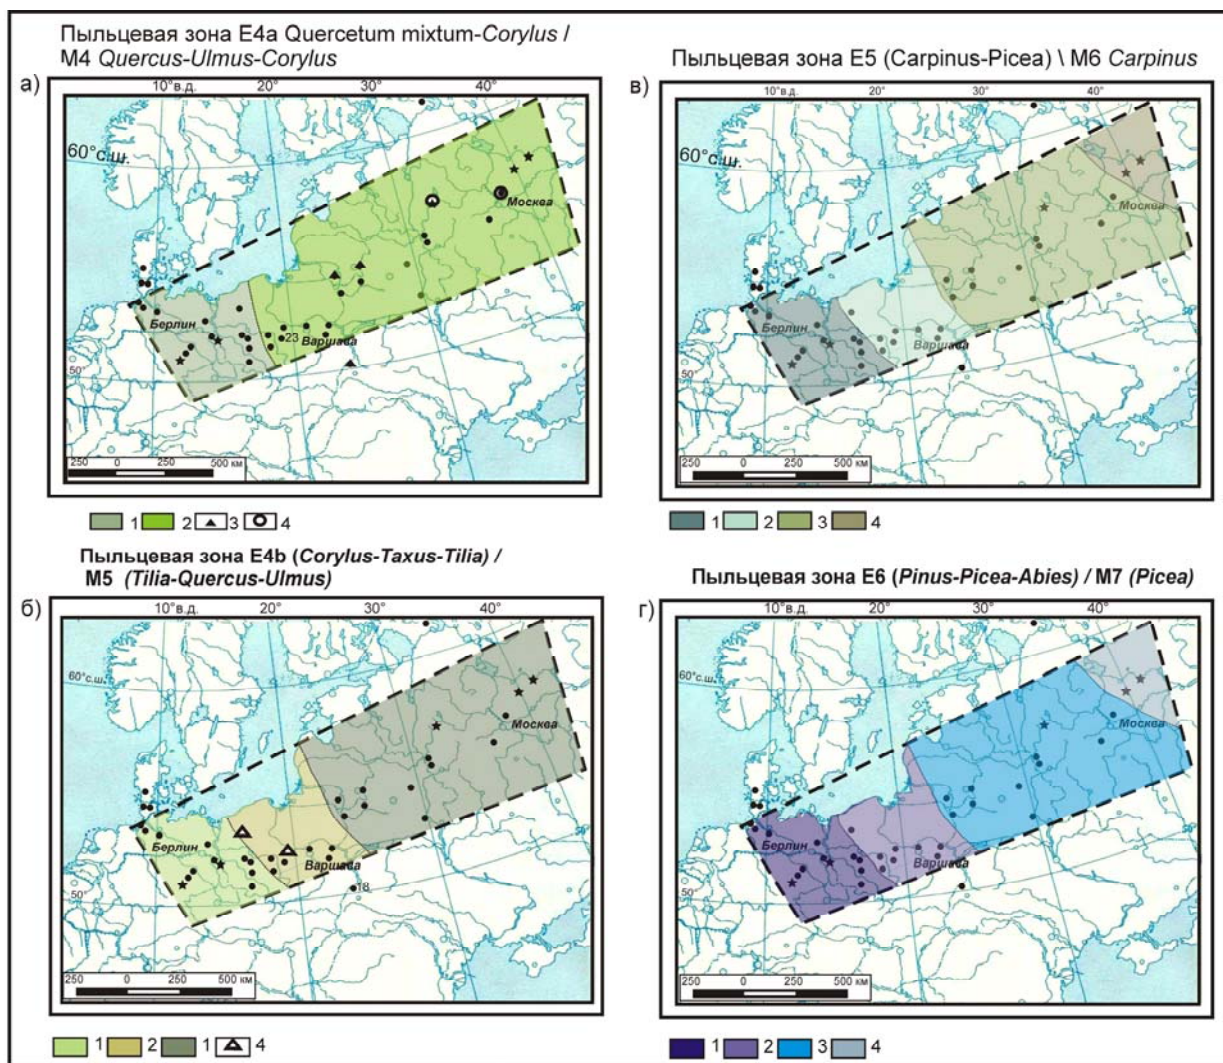 Пыльцевая зона E4a Quercetum mixtum-Corylus /
M4 Quercus-Ulmus-Corylus
а)
10°в.д. 20° 30° 40°
60°с.ш.
Москва
Берлин
23 Варшава
50°
250 0 250 500 км
1 2 3 4
Пыльцевая зона E5 (Carpinus-Picea) \ M6 Carpinus
в)
10°в.д. 20° 30° 40°
60°с.ш.
Москва
Берлин
Варшава
50°
250 0 250 500 км
1 2 3 4
Пыльцевая зона E4b (Corylus-Taxus-Tilia) /
M5 (Tilia-Quercus-Ulmus)
б)
10°в.д. 20° 30° 40°
60°с.ш.
Москва
Берлин
Варшава
18
50°
250 0 250 500 км
1 2 1 4
Пыльцевая зона E6 (Pinus-Picea-Abies) / M7 (Picea)
г)
10°в.д. 20° 30° 40°
60°с.ш.
Москва
Берлин
Варшава
50°
250 0 250 500 км
1 2 3 4